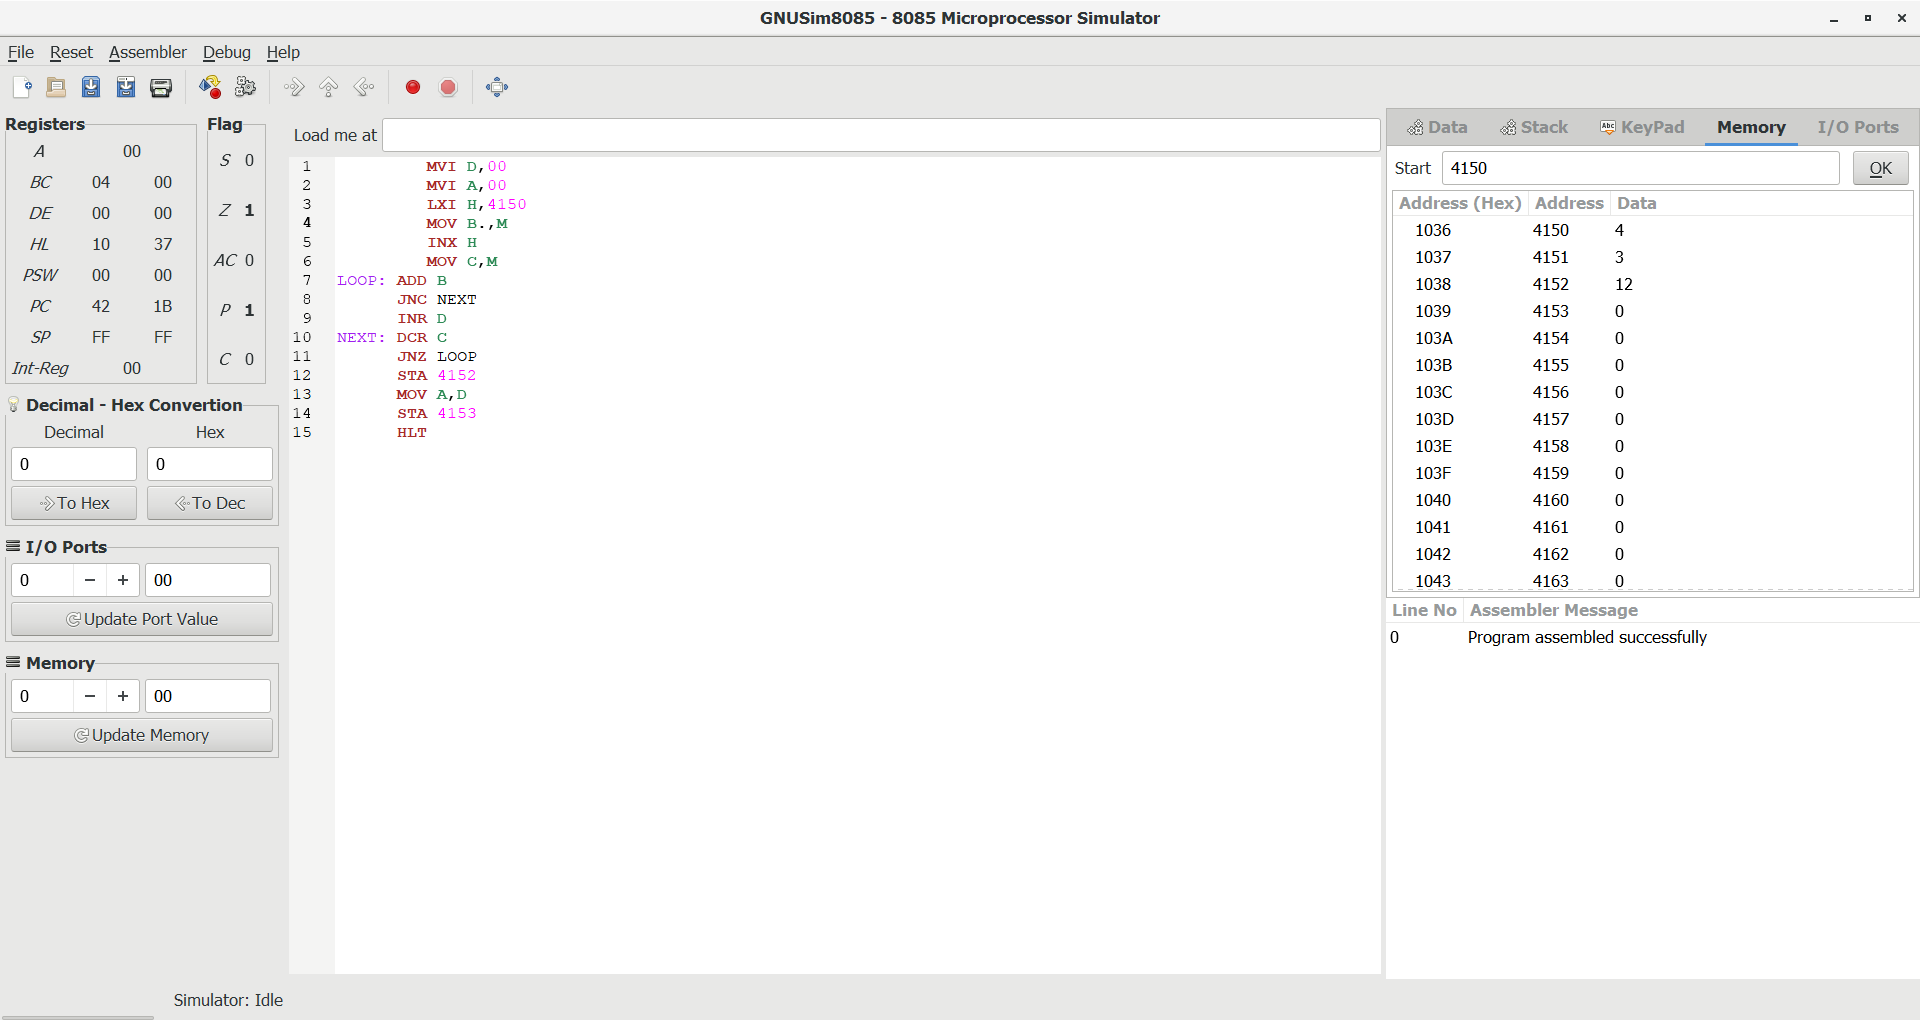 GNUSim8085 - 8085 Microprocessor Simulator
File Reset Assembler Debug Help
Registers
A 00
BC 04 00
DE 00 00
HL 10 37
PSW 00 00
PC 42 1B
SP FF FF
Int-Reg 00
Flag
S 0
Z 1
AC 0
P 1
C 0
Decimal - Hex Convertion
Decimal Hex
0 0
To Hex To Dec
I/O Ports
0 − + 00
Update Port Value
Memory
0 − + 00
Update Memory
Load me at
1 MVI D,00
2 MVI A,00
3 LXI H,4150
4 MOV B.,M
5 INX H
6 MOV C,M
7 LOOP: ADD B
8 JNC NEXT
9 INR D
10 NEXT: DCR C
11 JNZ LOOP
12 STA 4152
13 MOV A,D
14 STA 4153
15 HLT
Data Stack Abc KeyPad Memory I/O Ports
Start 4150 OK
Address (Hex) Address Data
1036 4150 4
1037 4151 3
1038 4152 12
1039 4153 0
103A 4154 0
103B 4155 0
103C 4156 0
103D 4157 0
103E 4158 0
103F 4159 0
1040 4160 0
1041 4161 0
1042 4162 0
1043 4163 0
Line No Assembler Message
0 Program assembled successfully
Simulator: Idle